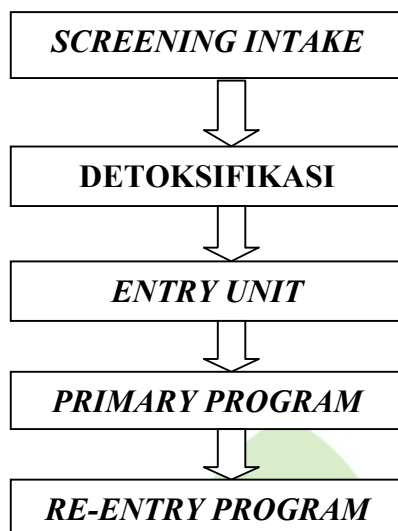 SCREENING INTAKE
DETOKSIFIKASI
ENTRY UNIT
PRIMARY PROGRAM
RE-ENTRY PROGRAM